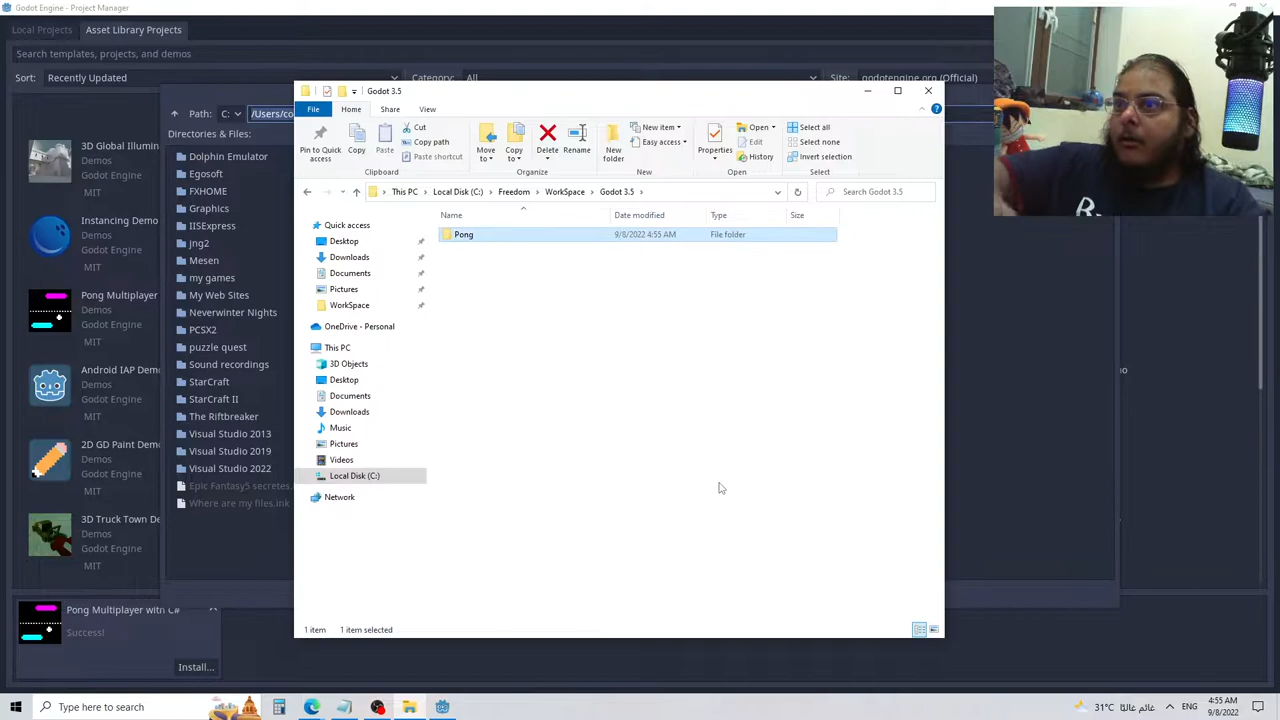 Godot Engine - Project Manager
Local Projects
Asset Library Projects
Search templates, projects, and demos
Sort:
Recently Updated
Category:
All
Site:
godotengine.org (Official)
3D Global Illumin
Demos
Godot Engine
MIT
Instancing Demo
Demos
Godot Engine
MIT
Pong Multiplayer
Demos
Godot Engine
MIT
Android IAP Dem
Demos
Godot Engine
MIT
2D GD Paint Demo
Demos
Godot Engine
MIT
3D Truck Town De
Demos
Godot Engine
MIT
Pong Multiplayer with C#
Success!
Install...
Path:
C:
/Users/co
Directories & Files:
Dolphin Emulator
Egosoft
FXHOME
Graphics
IISExpress
jng2
Mesen
my games
My Web Sites
Neverwinter Nights
PCSX2
puzzle quest
Sound recordings
StarCraft
StarCraft II
The Riftbreaker
Visual Studio 2013
Visual Studio 2019
Visual Studio 2022
Epic Fantasy5 secretes.
Where are my files.lnk
Godot 3.5
File
Home
Share
View
Pin to Quick access
Copy
Paste
Cut
Copy path
Paste shortcut
Clipboard
Move to
Copy to
Delete
Rename
Organize
New folder
New item
Easy access
New
Properties
Open
Edit
History
Open
Select all
Select none
Invert selection
Select
This PC
Local Disk (C:)
Freedom
WorkSpace
Godot 3.5
Search Godot 3.5
Name
Date modified
Type
Size
Pong
9/8/2022 4:55 AM
File folder
Quick access
Desktop
Downloads
Documents
Pictures
WorkSpace
OneDrive - Personal
This PC
3D Objects
Desktop
Documents
Downloads
Music
Pictures
Videos
Local Disk (C:)
Network
1 item
1 item selected
Type here to search
31°C
غائم غالبًا
ENG
4:55 AM
9/8/2022